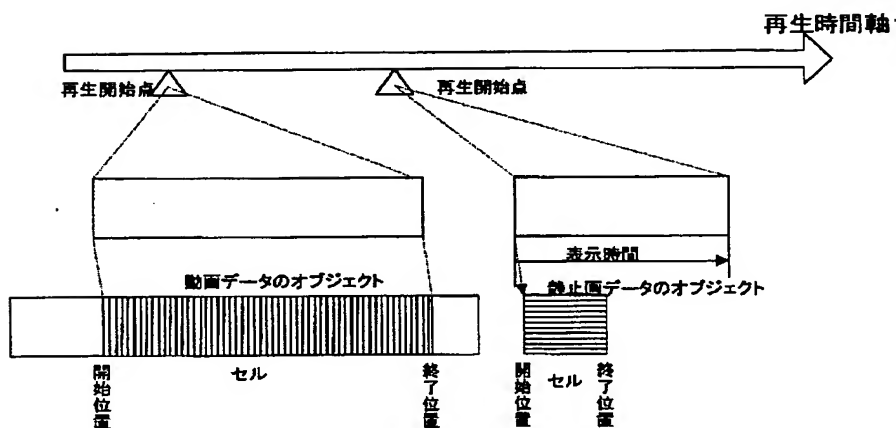 再生時間軸
再生開始点
再生開始点
表示時間
動画データのオブジェクト
静止画データのオブジェクト
開始位置
セル
終了位置
開始位置
セル
終了位置